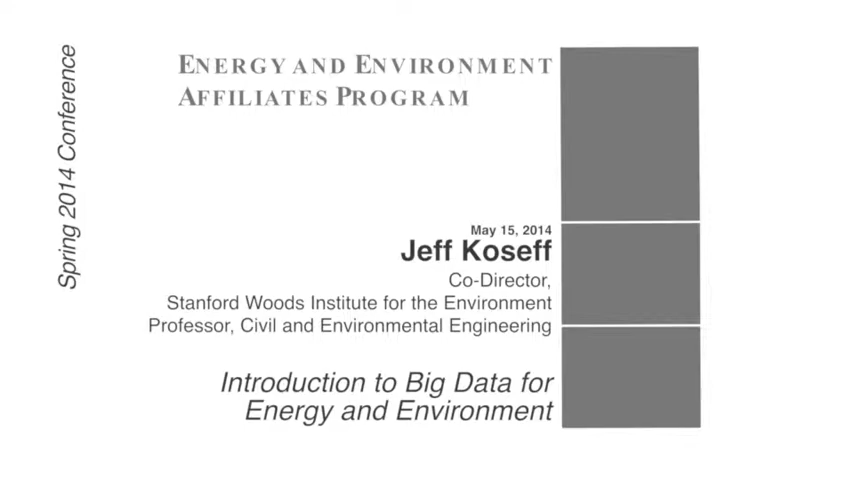 Spring 2014 Conference
ENERGY AND ENVIRONMENT
AFFILIATES PROGRAM
May 15, 2014
Jeff Koseff
Co-Director,
Stanford Woods Institute for the Environment
Professor, Civil and Environmental Engineering
Introduction to Big Data for
Energy and Environment